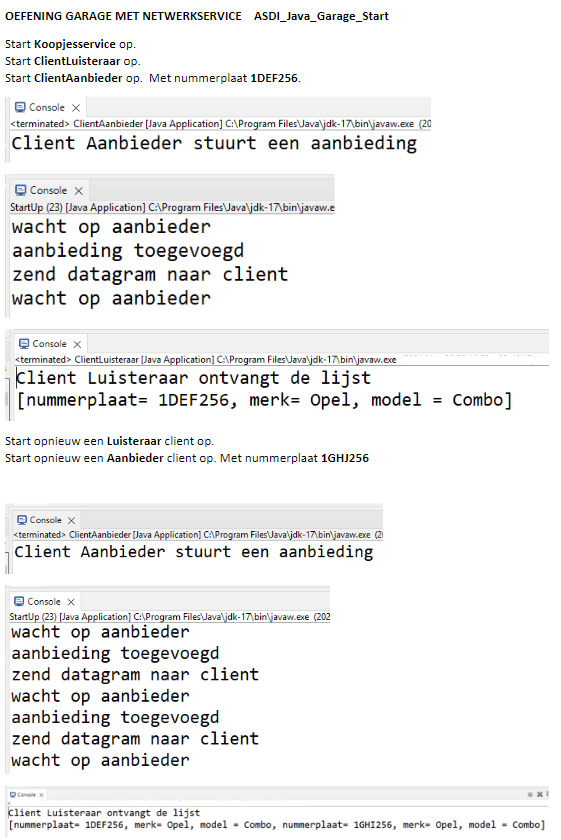 OEFENING GARAGE MET NETWERKSERVICE ASDI_Java_Garage_Start
Start Koopjesservice op.
Start ClientLuisteraar op.
Start ClientAanbieder op. Met nummerplaat 1DEF256.
Console
<terminated> ClientAanbieder [Java Application] C:\Program Files\Java\jdk-17\bin\javaw.exe (20
Client Aanbieder stuurt een aanbieding
Console
StartUp (23) [Java Application] C:\Program Files\Java\jdk-17\bin\javaw.e
wacht op aanbieder
aanbieding toegevoegd
zend datagram naar client
wacht op aanbieder
Console
<terminated> ClientLuisteraar [Java Application] C:\Program Files\Java\jdk-17\bin\javaw.exe
Client Luisteraar ontvangt de lijst
[nummerplaat= 1DEF256, merk= Opel, model = Combo]
Start opnieuw een Luisteraar client op.
Start opnieuw een Aanbieder client op. Met nummerplaat 1GHJ256
Console
<terminated> ClientAanbieder [Java Application] C:\Program Files\Java\jdk-17\bin\javaw.exe (2
Client Aanbieder stuurt een aanbieding
Console
StartUp (23) [Java Application] C:\Program Files\Java\jdk-17\bin\javaw.exe (202
wacht op aanbieder
aanbieding toegevoegd
zend datagram naar client
wacht op aanbieder
aanbieding toegevoegd
zend datagram naar client
wacht op aanbieder
Console
Client Luisteraar ontvangt de lijst
[nummerplaat= 1DEF256, merk= Opel, model = Combo, nummerplaat= 1GHI256, merk= Opel, model = Combo]